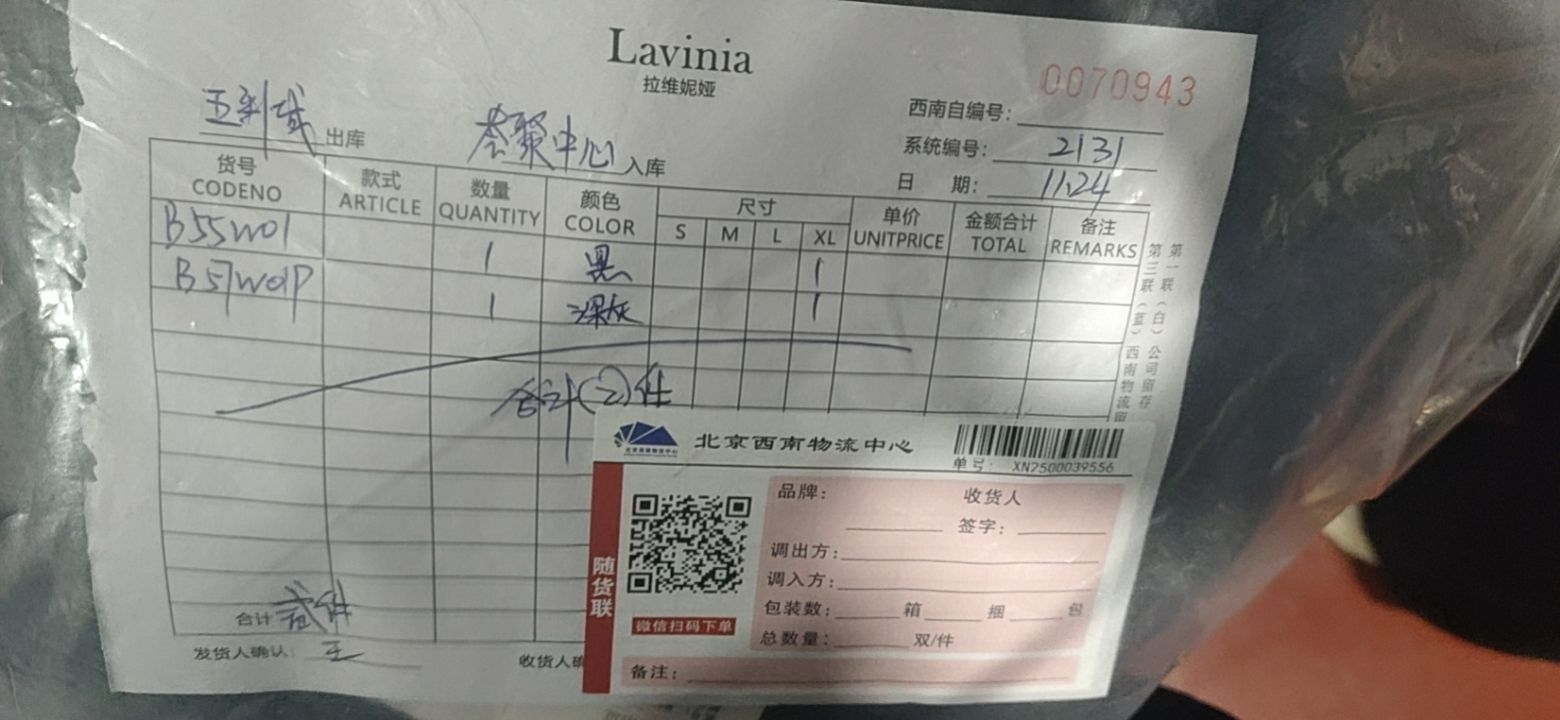 Lavinia
拉维妮娅
0070943
西南自编号:
出库
荟聚中心 入库
系统编号: 2131
日 期: 11.24
货号 款式 数量 颜色 尺寸 单价 金额合计 备注
CODENO ARTICLE QUANTITY COLOR S M L XL UNITPRICE TOTAL REMARKS
B55W01 1 黑 1
1 深灰 1
合计(2)件
第一联(白)公司留存
第三联(蓝)西南物流留
合计 贰件
发货人确认: 王
收货人确
北京西南物流中心
单号: XN7500039556
随货联
微信扫码下单
品牌: 收货人
签字:
调出方:
调入方:
包装数: 箱 捆 包
总数量: 双/件
备注: